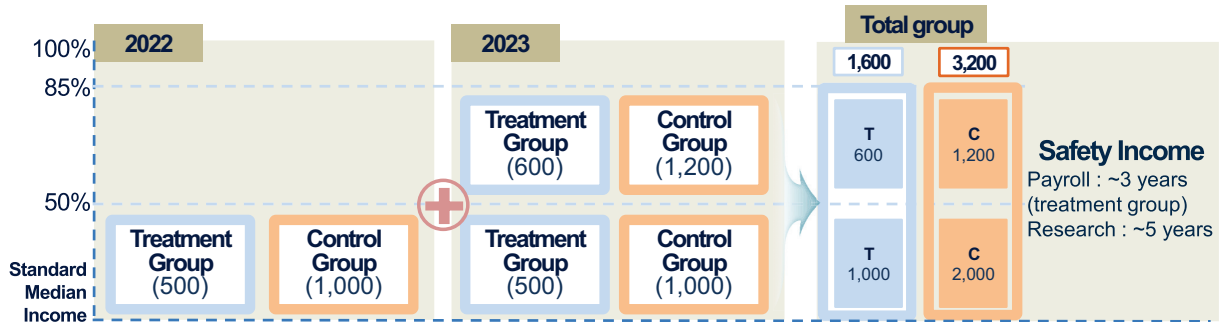 2022
2023
Total group
100%
85%
50%
Standard
Median
Income
Treatment
Group
(500)
Control
Group
(1,000)
Treatment
Group
(600)
Control
Group
(1,200)
Treatment
Group
(500)
Control
Group
(1,000)
1,600
3,200
T
600
C
1,200
T
1,000
C
2,000
Safety Income
Payroll : ~3 years
(treatment group)
Research : ~5 years